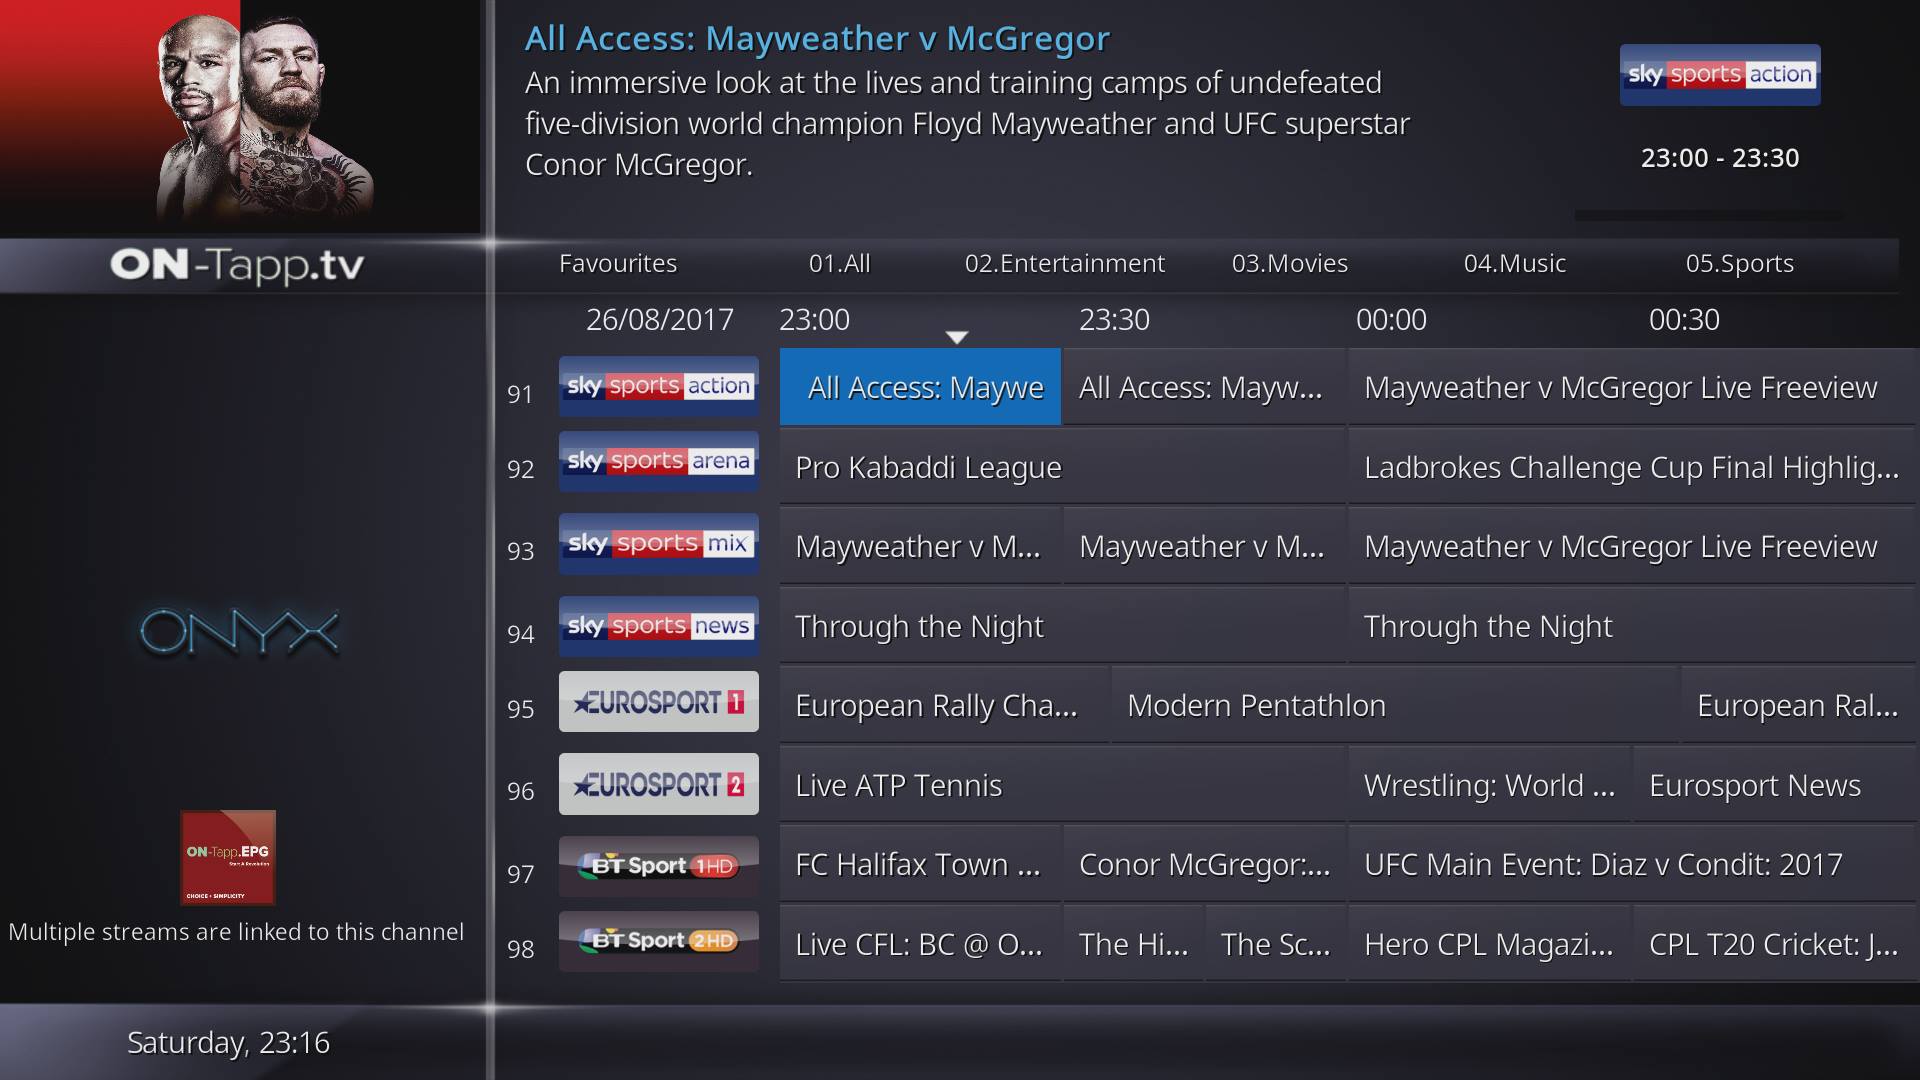 All Access: Mayweather v McGregor
An immersive look at the lives and training camps of undefeated
five-division world champion Floyd Mayweather and UFC superstar
Conor McGregor.
sky sports action
23:00 - 23:30
ON-Tapp.tv
Favourites 01.All 02.Entertainment 03.Movies 04.Music 05.Sports
26/08/2017 23:00 23:30 00:00 00:30
91 sky sports action All Access: Maywe All Access: Mayw... Mayweather v McGregor Live Freeview
92 sky sports arena Pro Kabaddi League Ladbrokes Challenge Cup Final Highlig...
93 sky sports mix Mayweather v M... Mayweather v M... Mayweather v McGregor Live Freeview
94 sky sports news Through the Night Through the Night
95 EUROSPORT 1 European Rally Cha... Modern Pentathlon European Ral...
96 EUROSPORT 2 Live ATP Tennis Wrestling: World ... Eurosport News
97 BT Sport 1HD FC Halifax Town ... Conor McGregor:... UFC Main Event: Diaz v Condit: 2017
98 BT Sport 2HD Live CFL: BC @ O... The Hi... The Sc... Hero CPL Magazi... CPL T20 Cricket: J...
ONYX
ON-Tapp.EPG
Start A Revolution
CHOICE + SIMPLICITY
Multiple streams are linked to this channel
Saturday, 23:16